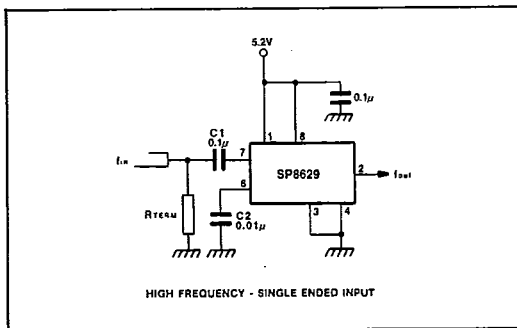 5.2V
0.1µ
C1
0.1µ
1 8
fIN
7
SP8629
2
fout
6
RTERM
C2
0.01µ
3 4
HIGH FREQUENCY - SINGLE ENDED INPUT